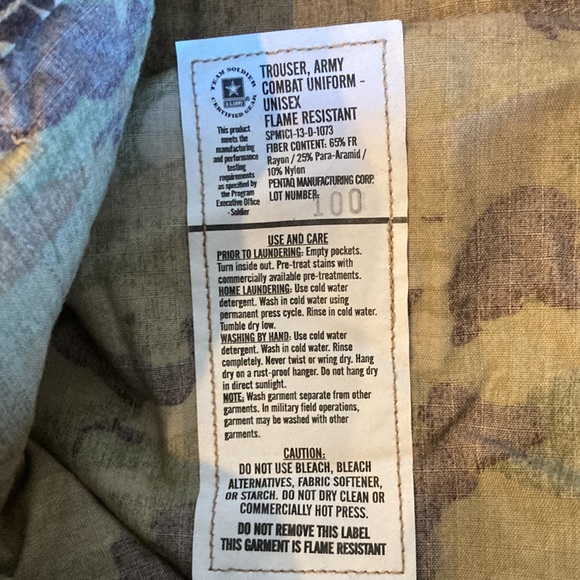 TEAM SOLDIER
CERTIFIED GEAR
U.S. ARMY
This product
meets the
manufacturing
and performance
testing
requirements
as specified by
the Program
Executive Office
-Soldier
TROUSER, ARMY
COMBAT UNIFORM -
UNISEX
FLAME RESISTANT
SPM1C1-13-D-1073
FIBER CONTENT: 65% FR
Rayon / 25% Para-Aramid /
10% Nylon
PENTAQ MANUFACTURING CORP.
LOT NUMBER: 100
USE AND CARE
PRIOR TO LAUNDERING: Empty pockets.
Turn inside out. Pre-treat stains with
commercially available pre-treatments.
HOME LAUNDERING: Use cold water
detergent. Wash in cold water using
permanent press cycle. Rinse in cold water.
Tumble dry low.
WASHING BY HAND: Use cold water
detergent. Wash in cold water. Rinse
completely. Never twist or wring dry. Hang
dry on a rust-proof hanger. Do not hang dry
in direct sunlight.
NOTE: Wash garment separate from other
garments. In military field operations,
garment may be washed with other
garments.
CAUTION:
DO NOT USE BLEACH, BLEACH
ALTERNATIVES, FABRIC SOFTENER,
OR STARCH. DO NOT DRY CLEAN OR
COMMERCIALLY HOT PRESS.
DO NOT REMOVE THIS LABEL
THIS GARMENT IS FLAME RESISTANT